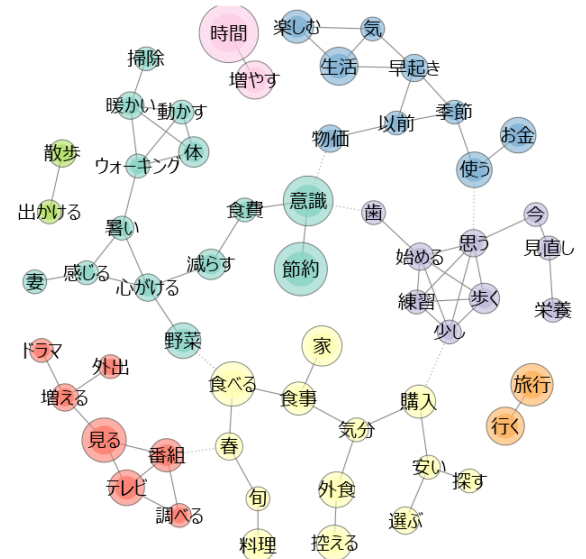 時間
楽しむ
気
掃除
生活
早起き
増やす
暖かい
動かす
季節
以前
お金
物価
散歩
体
ウォーキング
使う
意識
出かける
食費
歯
今
暑い
思う
見直し
始める
減らす
節約
感じる
妻
心がける
練習
歩く
栄養
少し
野菜
ドラマ
家
外出
食べる
旅行
増える
食事
購入
行く
気分
見る
春
番組
安い
探す
テレビ
外食
旬
調べる
選ぶ
料理
控える